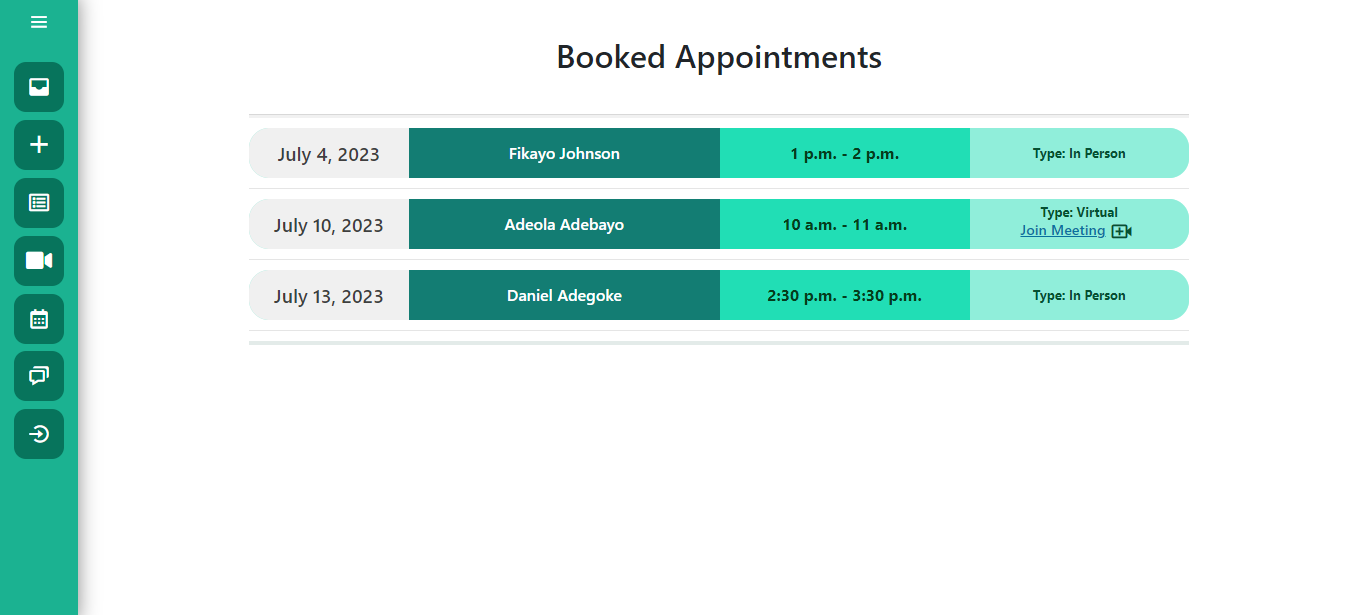 Booked Appointments
July 4, 2023
Fikayo Johnson
1 p.m. - 2 p.m.
Type: In Person
July 10, 2023
Adeola Adebayo
10 a.m. - 11 a.m.
Type: Virtual
Join Meeting
July 13, 2023
Daniel Adegoke
2:30 p.m. - 3:30 p.m.
Type: In Person